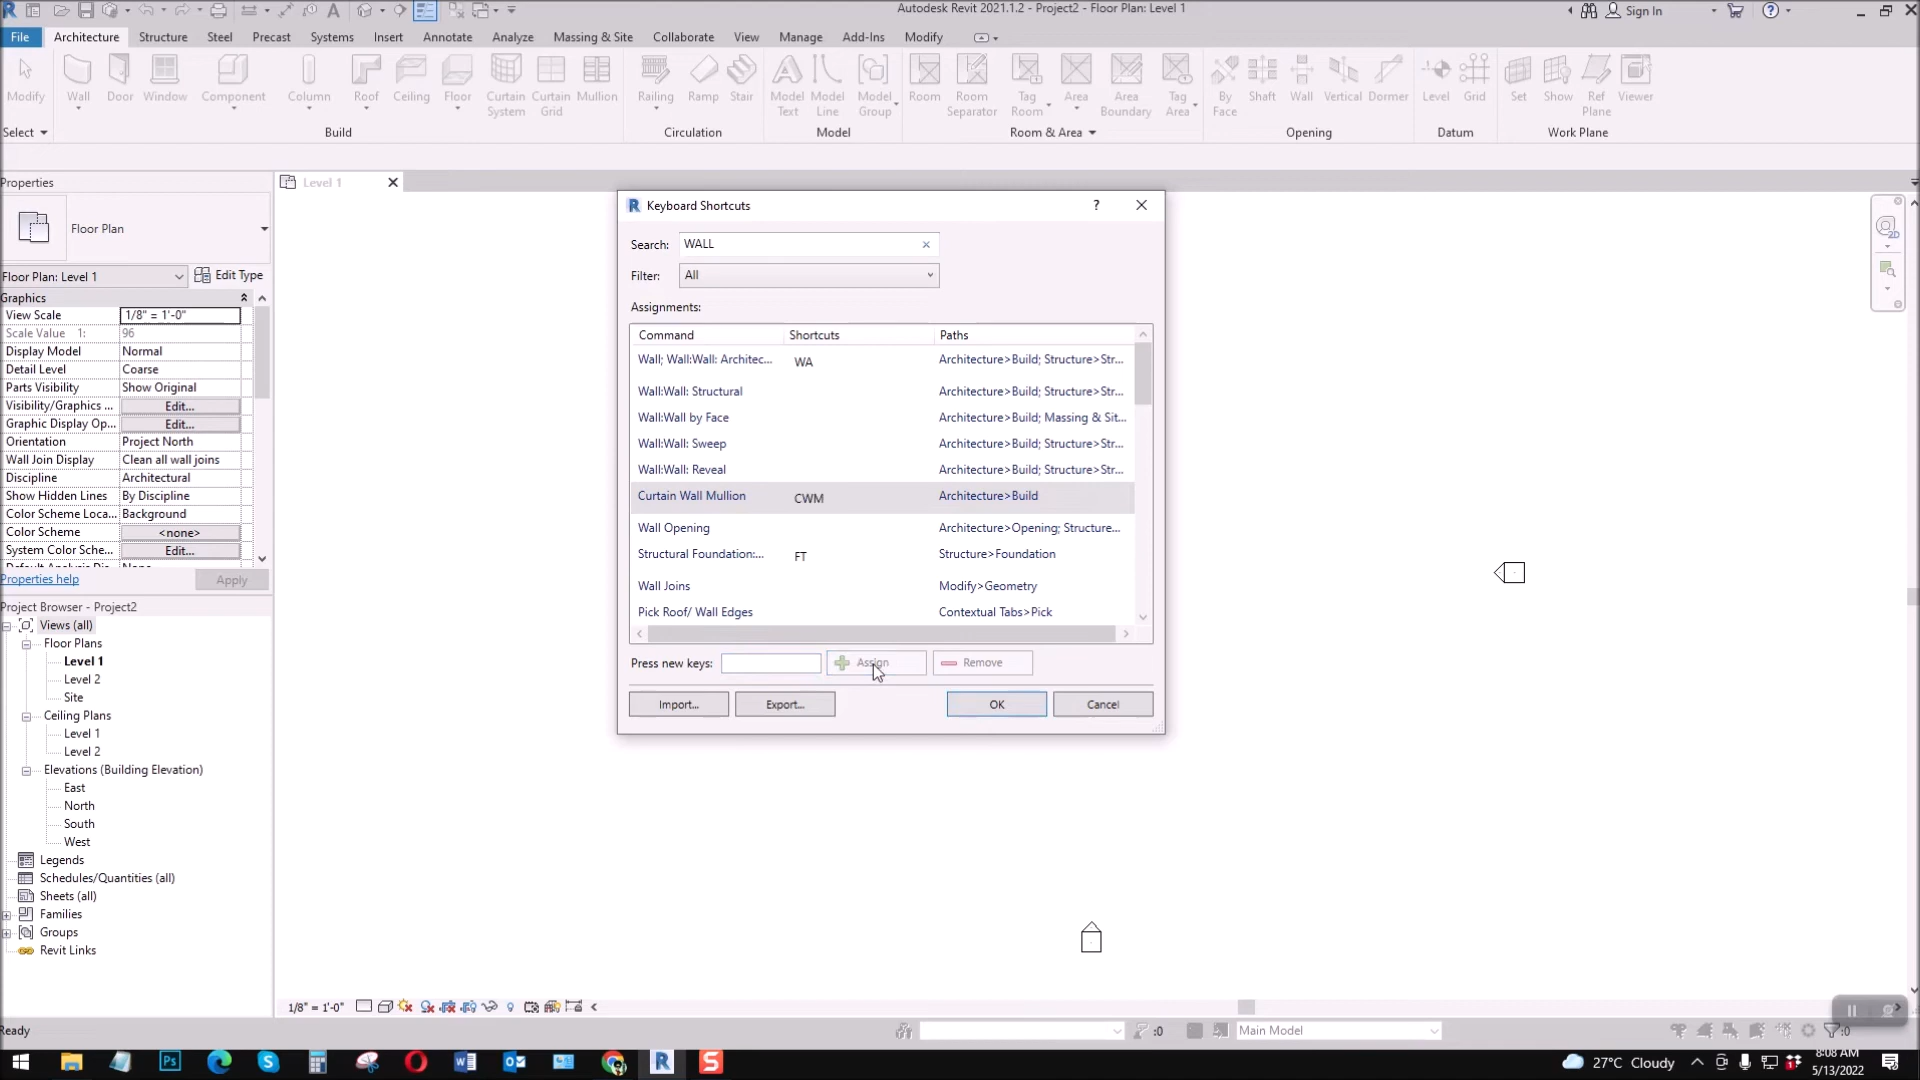 Autodesk Revit 2021.1.2 - Project2 - Floor Plan: Level 1
Sign In
File Architecture Structure Steel Precast Systems Insert Annotate Analyze Massing & Site Collaborate View Manage Add-Ins Modify
Modify Wall Door Window Component Column Roof Ceiling Floor Curtain System Curtain Grid Mullion Railing Ramp Stair Model Text Model Line Model Group Room Room Separator Tag Room Area Area Boundary Tag Area By Face Shaft Wall Vertical Dormer Level Grid Set Show Ref Plane Viewer
Select Build Circulation Model Room & Area Opening Datum Work Plane
Properties
Level 1
Floor Plan
Floor Plan: Level 1 Edit Type
Graphics
View Scale 1/8" = 1'-0"
Scale Value 1: 96
Display Model Normal
Detail Level Coarse
Parts Visibility Show Original
Visibility/Graphics ... Edit...
Graphic Display Op... Edit...
Orientation Project North
Wall Join Display Clean all wall joins
Discipline Architectural
Show Hidden Lines By Discipline
Color Scheme Loca... Background
Color Scheme <none>
System Color Sche... Edit...
Properties help Apply
Project Browser - Project2
Views (all)
Floor Plans
Level 1
Level 2
Site
Ceiling Plans
Level 1
Level 2
Elevations (Building Elevation)
East
North
South
West
Legends
Schedules/Quantities (all)
Sheets (all)
Families
Groups
Revit Links
Keyboard Shortcuts
Search: WALL
Filter: All
Assignments:
Command Shortcuts Paths
Wall; Wall:Wall: Architec... WA Architecture>Build; Structure>Str...
Wall:Wall: Structural Architecture>Build; Structure>Str...
Wall:Wall by Face Architecture>Build; Massing & Sit...
Wall:Wall: Sweep Architecture>Build; Structure>Str...
Wall:Wall: Reveal Architecture>Build; Structure>Str...
Curtain Wall Mullion CWM Architecture>Build
Wall Opening Architecture>Opening; Structure...
Structural Foundation:... FT Structure>Foundation
Wall Joins Modify>Geometry
Pick Roof/ Wall Edges Contextual Tabs>Pick
Press new keys: Assign Remove
Import... Export... OK Cancel
2D
1/8" = 1'-0"
Ready
:0
Main Model
:0
27°C Cloudy
8:08 AM
5/13/2022